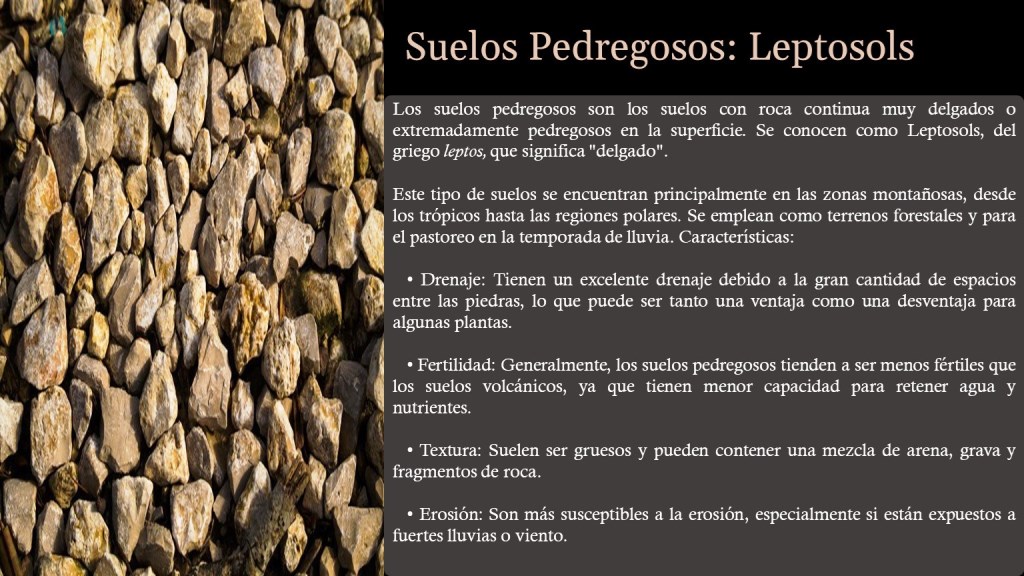 Suelos Pedregosos: Leptosols
Los suelos pedregosos son los suelos con roca continua muy delgados o
extremadamente pedregosos en la superficie. Se conocen como Leptosols, del
griego leptos, que significa "delgado".
Este tipo de suelos se encuentran principalmente en las zonas montañosas, desde
los trópicos hasta las regiones polares. Se emplean como terrenos forestales y para
el pastoreo en la temporada de lluvia. Características:
• Drenaje: Tienen un excelente drenaje debido a la gran cantidad de espacios
entre las piedras, lo que puede ser tanto una ventaja como una desventaja para
algunas plantas.
• Fertilidad: Generalmente, los suelos pedregosos tienden a ser menos fértiles que
los suelos volcánicos, ya que tienen menor capacidad para retener agua y
nutrientes.
• Textura: Suelen ser gruesos y pueden contener una mezcla de arena, grava y
fragmentos de roca.
• Erosión: Son más susceptibles a la erosión, especialmente si están expuestos a
fuertes lluvias o viento.